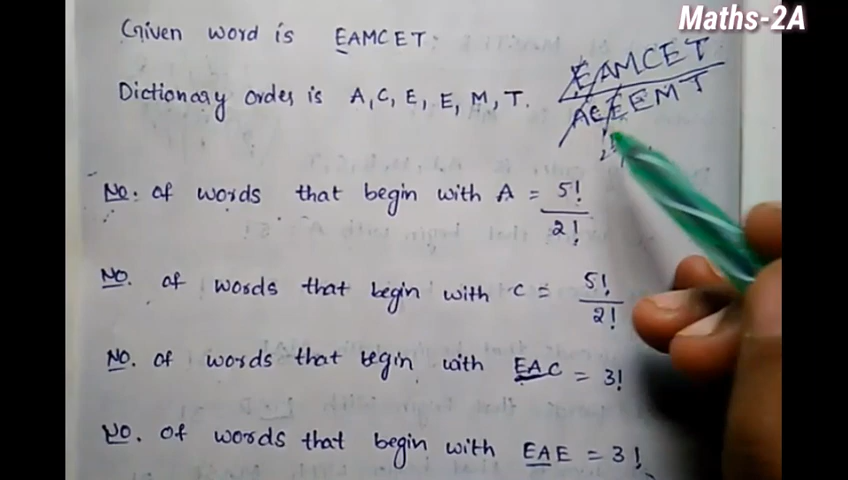 Maths-2A
Given word is EAMCET:
EAMCET
Dictionary order is A, C, E, E, M, T.
ACEEMT
No. of words that begin with A = 5!/2!
No. of words that begin with C = 5!/2!
No. of words that begin with EAC = 3!
No. of words that begin with EAE = 3!